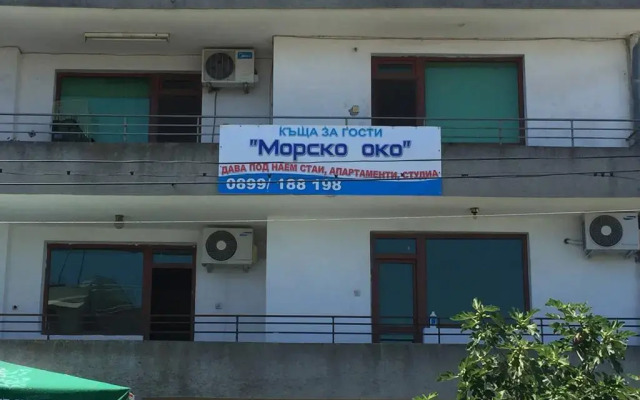 КЪЩА ЗА ГОСТИ
"Морско око"
ДАВА ПОД НАЕМ СТАИ, АПАРТАМЕНТИ, СТУДИА
0899/ 188 198